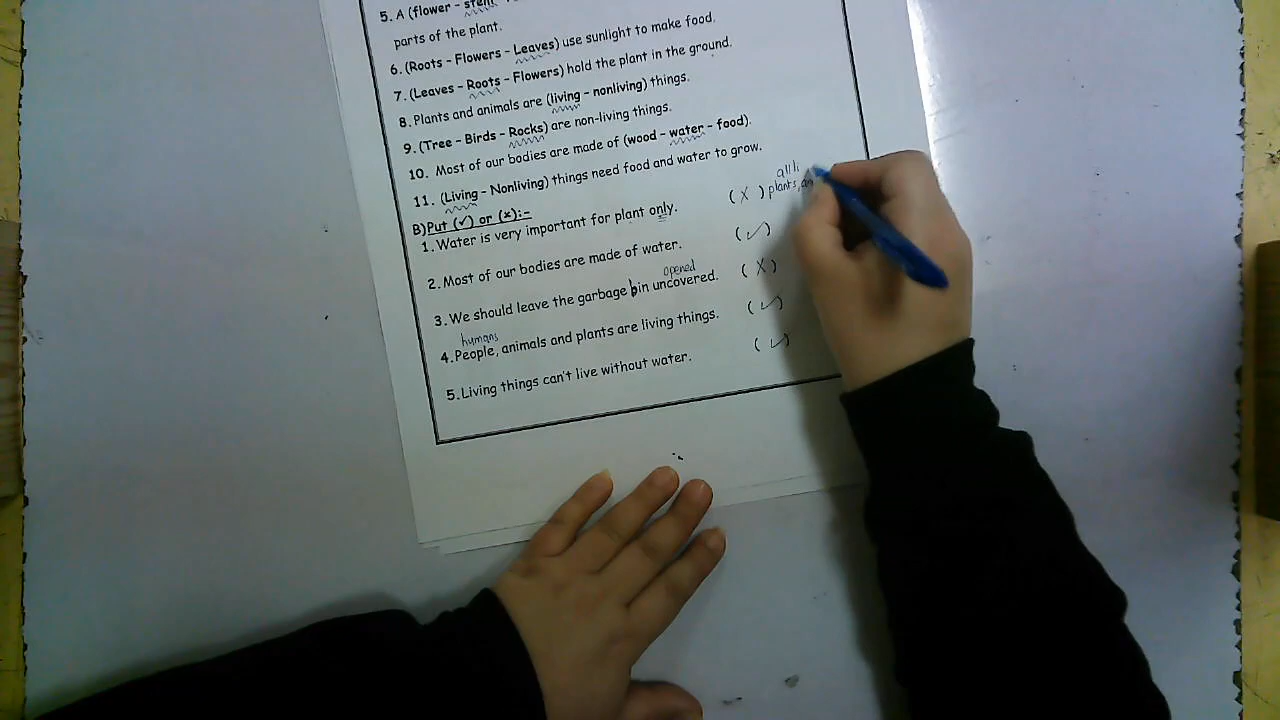 5. A (flower - stem
parts of the plant.
6. (Roots - Flowers - Leaves) use sunlight to make food.
7. (Leaves - Roots - Flowers) hold the plant in the ground.
8. Plants and animals are (living - nonliving) things.
9. (Tree - Birds - Rocks) are non-living things.
10. Most of our bodies are made of (wood - water - food).
11. (Living - Nonliving) things need food and water to grow.
B)Put (✓) or (×):-
all li
1. Water is very important for plant only. (X) plants, an
2. Most of our bodies are made of water. (✓)
opened
3. We should leave the garbage bin uncovered. (X)
humans
4. People, animals and plants are living things. (✓)
5. Living things can't live without water. (✓)